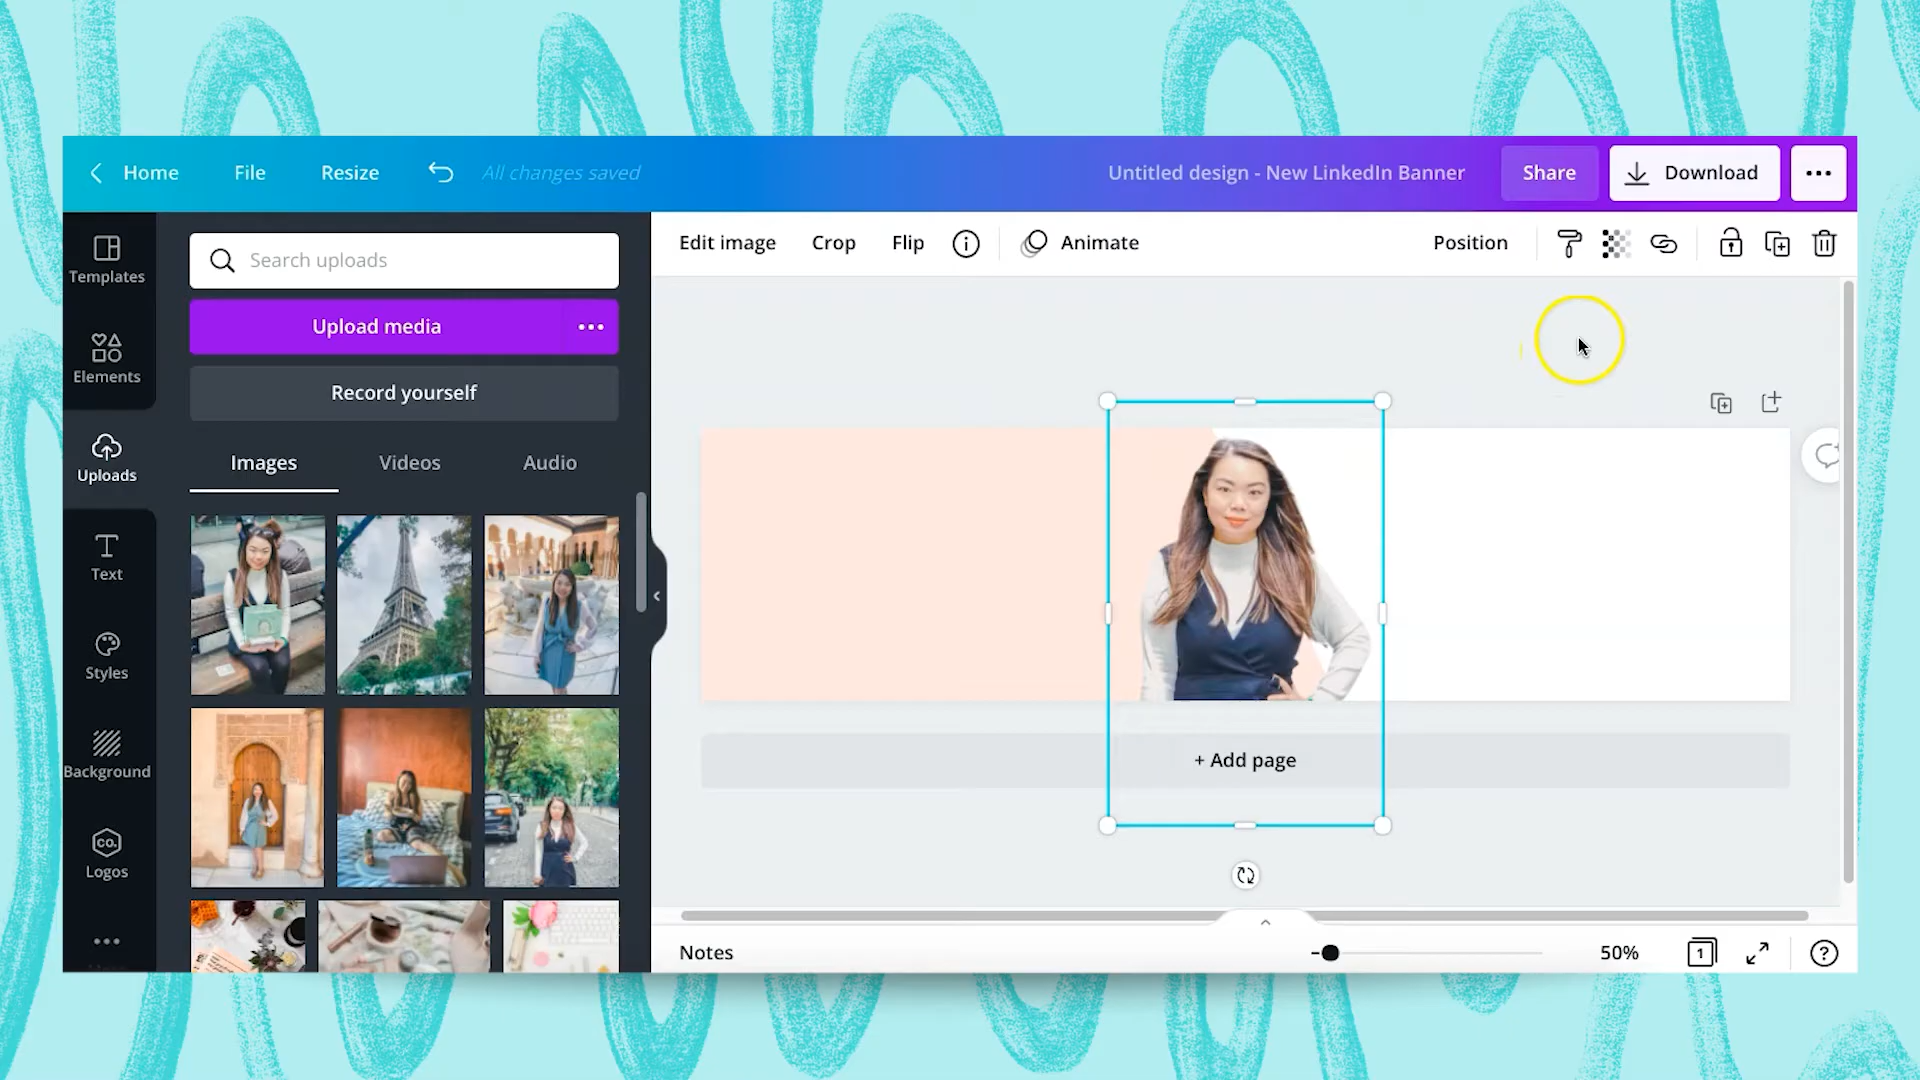 Home File Resize All changes saved Untitled design - New LinkedIn Banner Share Download
Edit image Crop Flip Animate Position
Templates
Elements
Uploads
Text
Styles
Background
CO.
Logos
Search uploads
Upload media
Record yourself
Images Videos Audio
+ Add page
Notes 50% 1 ?